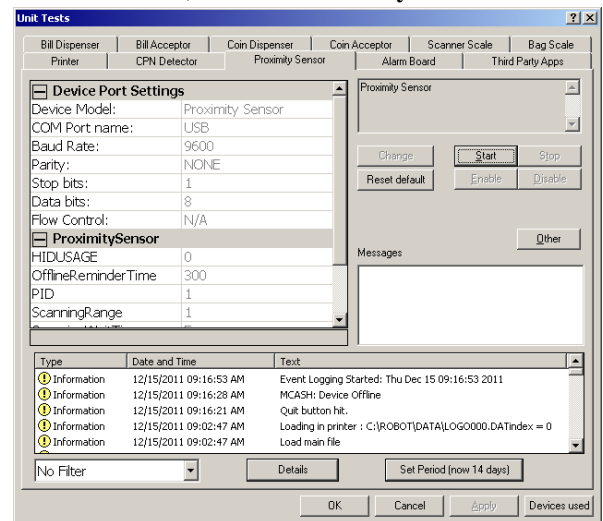 Unit Tests
Bill Dispenser Bill Acceptor Coin Dispenser Coin Acceptor Scanner Scale Bag Scale
Printer CPN Detector Proximity Sensor Alarm Board Third Party Apps
Device Port Settings
Device Model: Proximity Sensor
COM Port name: USB
Baud Rate: 9600
Parity: NONE
Stop bits: 1
Data bits: 8
Flow Control: N/A
ProximitySensor
HIDUSAGE 0
OfflineReminderTime 300
PID 1
ScanningRange 1
Proximity Sensor
Change Start Stop
Reset default Enable Disable
Other
Messages
Type Date and Time Text
Information 12/15/2011 09:16:53 AM Event Logging Started: Thu Dec 15 09:16:53 2011
Information 12/15/2011 09:16:28 AM MCASH: Device Offline
Information 12/15/2011 09:16:21 AM Quit button hit.
Information 12/15/2011 09:02:47 AM Loading in printer : C:\ROBOT\DATA\LOGO000.DATindex = 0
Information 12/15/2011 09:02:47 AM Load main file
No Filter Details Set Period (now 14 days)
OK Cancel Apply Devices used